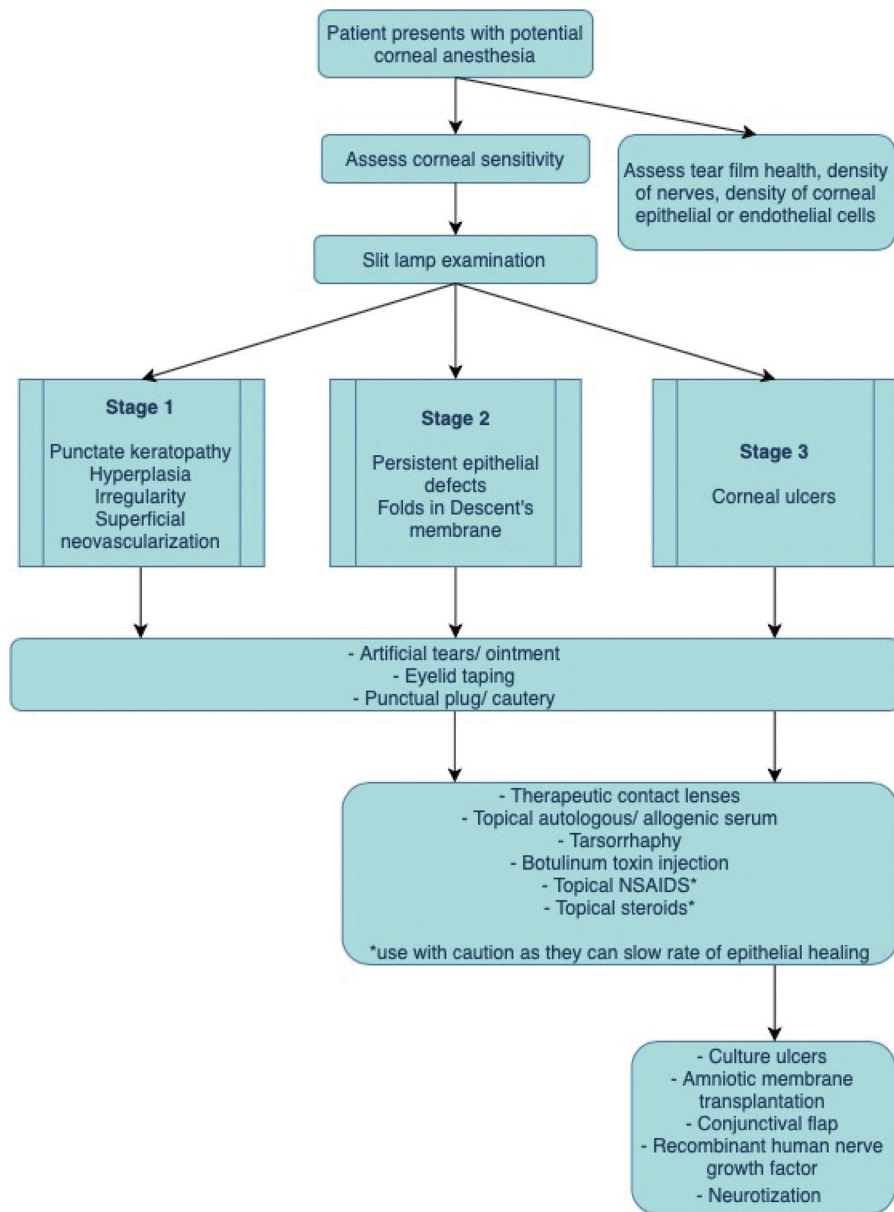 Patient presents with potential
corneal anesthesia
Assess corneal sensitivity
Assess tear film health, density
of nerves, density of corneal
epithelial or endothelial cells
Slit lamp examination
Stage 1
Punctate keratopathy
Hyperplasia
Irregularity
Superficial
neovascularization
Stage 2
Persistent epithelial
defects
Folds in Descent's
membrane
Stage 3
Corneal ulcers
- Artificial tears/ ointment
- Eyelid taping
- Punctual plug/ cautery
- Therapeutic contact lenses
- Topical autologous/ allogenic serum
- Tarsorrhaphy
- Botulinum toxin injection
- Topical NSAIDS*
- Topical steroids*
*use with caution as they can slow rate of epithelial healing
- Culture ulcers
- Amniotic membrane
transplantation
- Conjunctival flap
- Recombinant human nerve
growth factor
- Neurotization